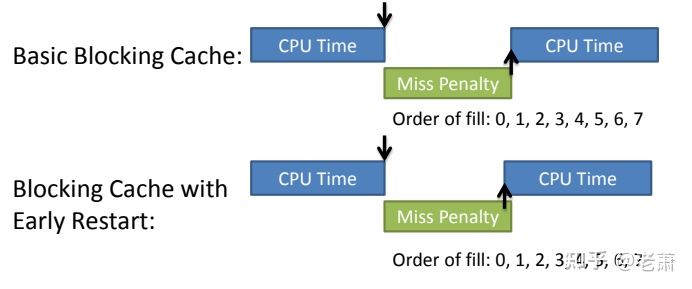 Basic Blocking Cache:
CPU Time
CPU Time
Miss Penalty
Order of fill: 0, 1, 2, 3, 4, 5, 6, 7
Blocking Cache with
Early Restart:
CPU Time
CPU Time
Miss Penalty
Order of fill: 0, 1, 2, 3, 4, 5, 6, 7
知乎 @老萧